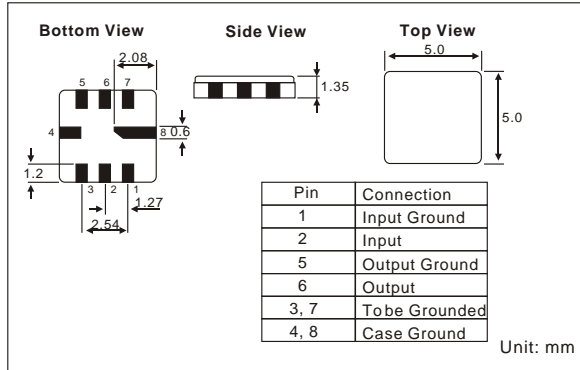 Bottom View
Side View
Top View
2.08
5.0
5 6 7
1.35
4
8
0.6
5.0
1.2
3 2 1
1.27
2.54
Pin Connection
1 Input Ground
2 Input
5 Output Ground
6 Output
3, 7 To be Grounded
4, 8 Case Ground
Unit: mm